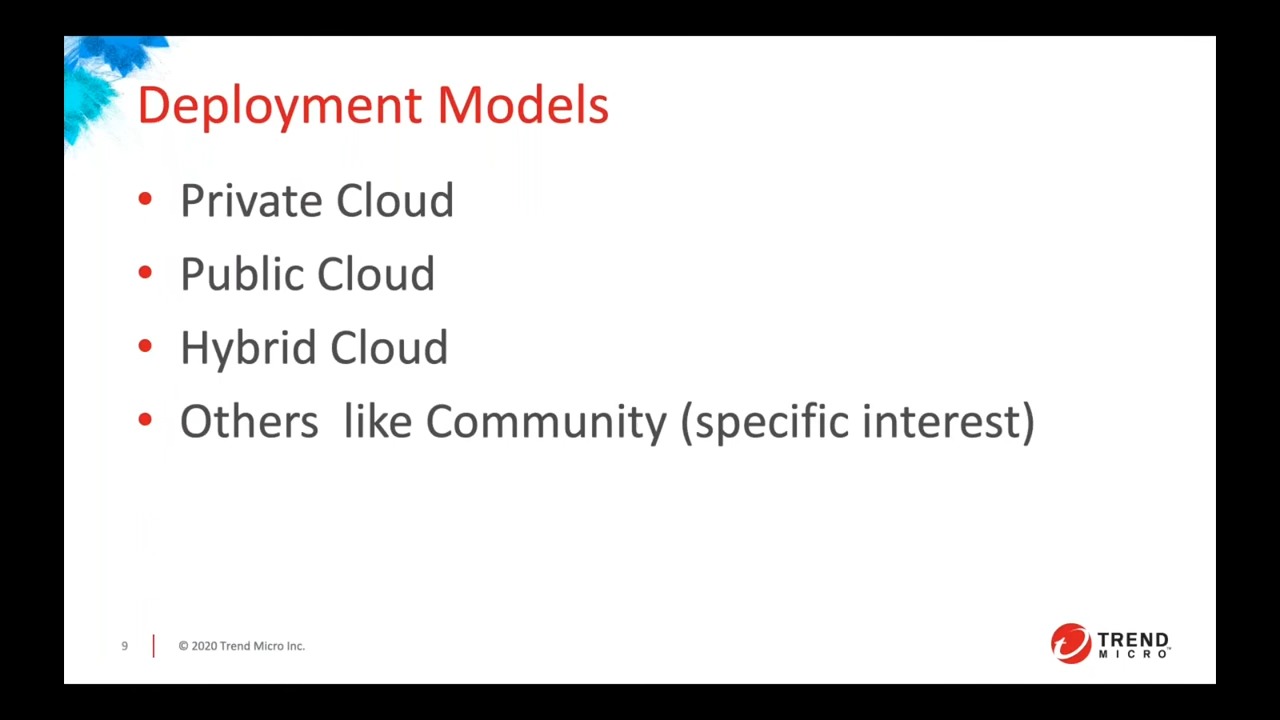 Deployment Models
• Private Cloud
• Public Cloud
• Hybrid Cloud
• Others  like Community (specific interest)
9
© 2020 Trend Micro Inc.
TREND
MICRO™